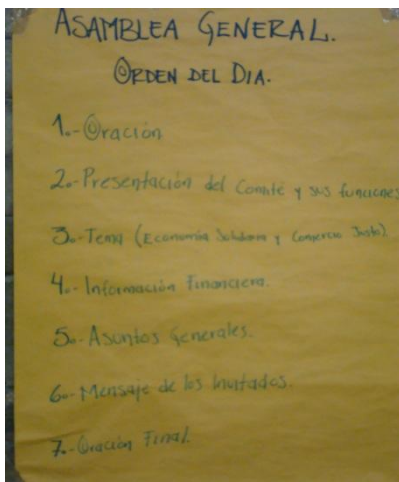 ASAMBLEA GENERAL.
ORDEN DEL DIA.
1.-Oración
2.-Presentación del Comité y sus funciones
3.-Tema (Economía Solidaria y Comercio Justo)
4.-Información Financiera.
5.-Asuntos Generales.
6.-Mensaje de los Invitados.
7.-Oración Final.